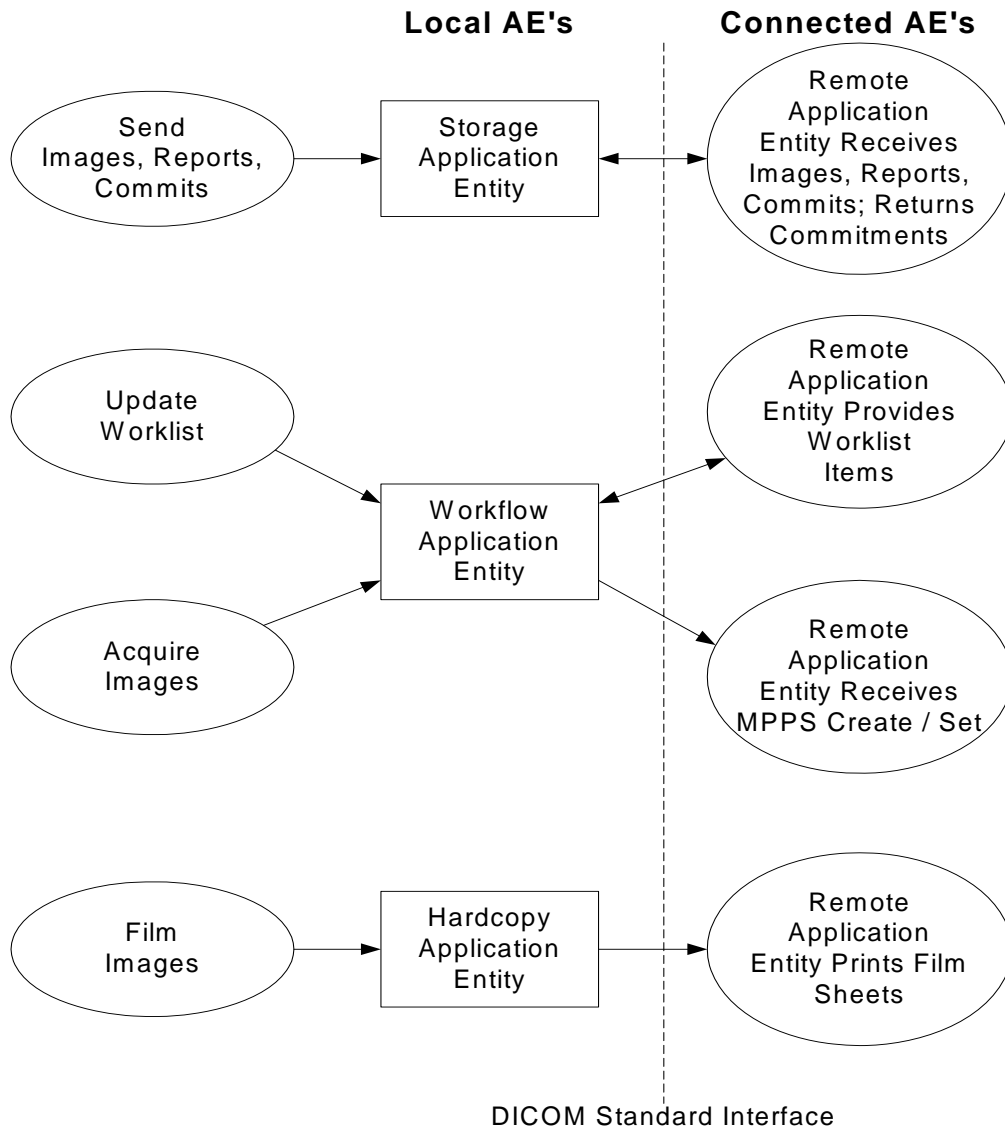 Local AE's
Connected AE's
Send
Images, Reports,
Commits
Storage
Application
Entity
Remote
Application
Entity Receives
Images, Reports,
Commits; Returns
Commitments
Update
Worklist
Workflow
Application
Entity
Remote
Application
Entity Provides
Worklist
Items
Acquire
Images
Remote
Application
Entity Receives
MPPS Create / Set
Film
Images
Hardcopy
Application
Entity
Remote
Application
Entity Prints Film
Sheets
DICOM Standard Interface